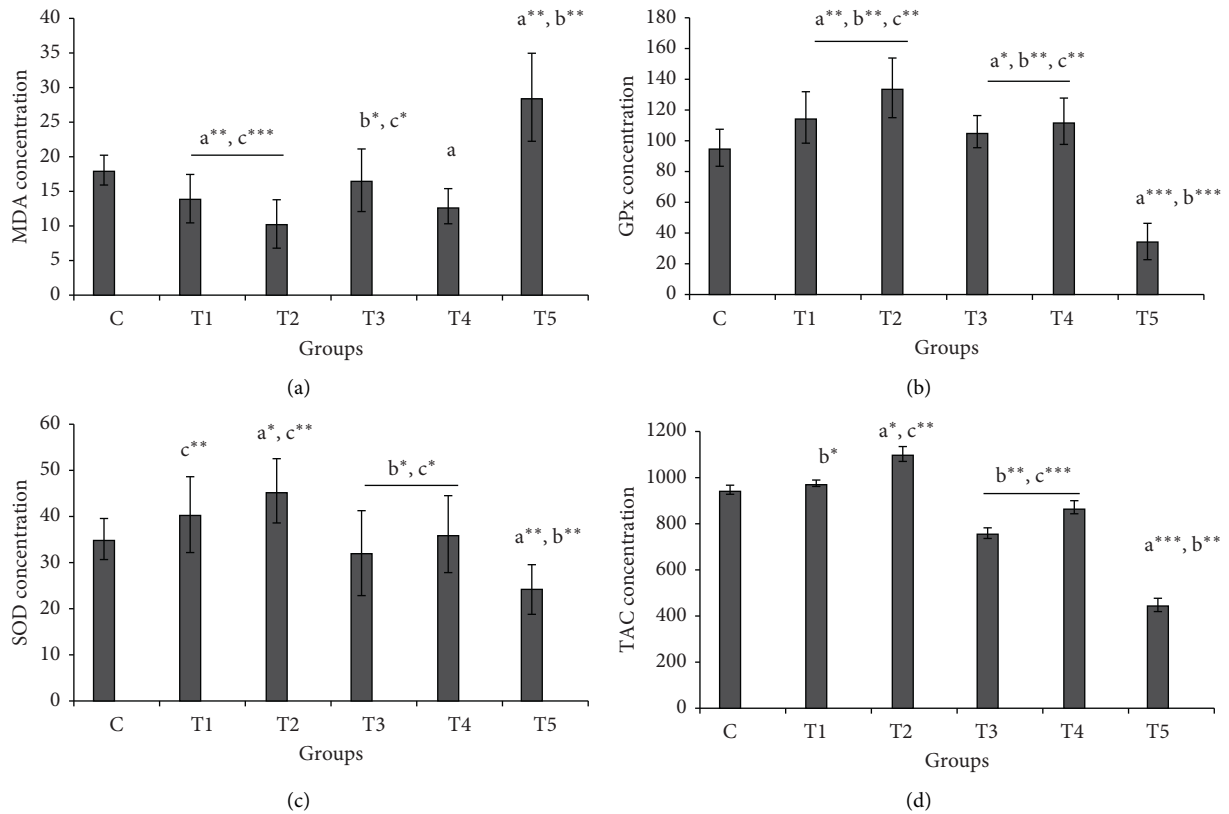 40
35
30
25
20
15
10
5
0
MDA concentration
a**, c***
b*, c*
a
a**, b**
C T1 T2 T3 T4 T5
Groups
(a)
180
160
140
120
100
80
60
40
20
0
GPx concentration
a**, b**, c**
a*, b**, c**
a***, b***
C T1 T2 T3 T4 T5
Groups
(b)
60
50
40
30
20
10
0
SOD concentration
c**
a*, c**
b*, c*
a**, b**
C T1 T2 T3 T4 T5
Groups
(c)
1200
1000
800
600
400
200
0
TAC concentration
b*
a*, c**
b**, c***
a***, b**
C T1 T2 T3 T4 T5
Groups
(d)